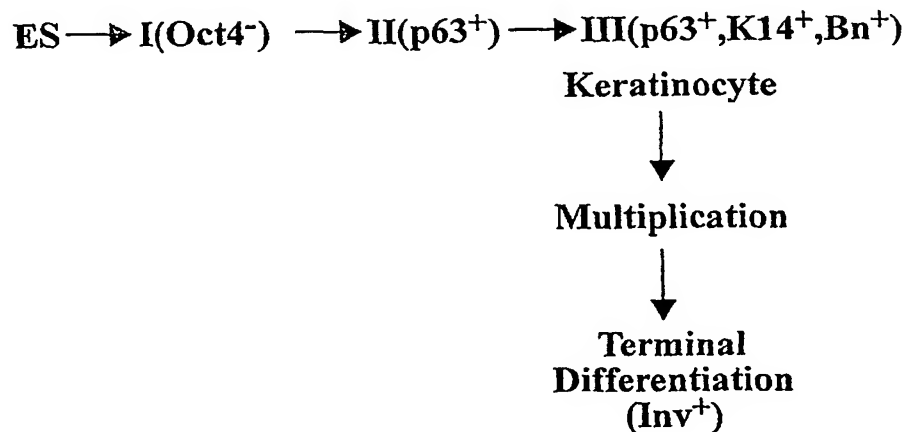 ES → I(Oct4⁻) → II(p63⁺) → III(p63⁺,K14⁺,Bn⁺)
Keratinocyte
Multiplication
Terminal
Differentiation
(Inv⁺)